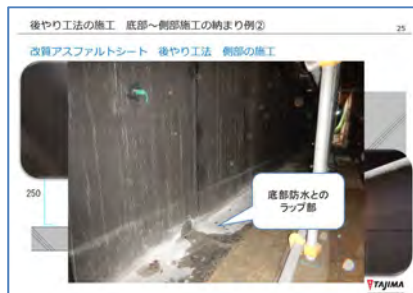 後やり工法の施工 底部～側部施工の納まり例②
25
改質アスファルトシート 後やり工法 側部の施工
250
底部防水との
ラップ部
TAJIMA